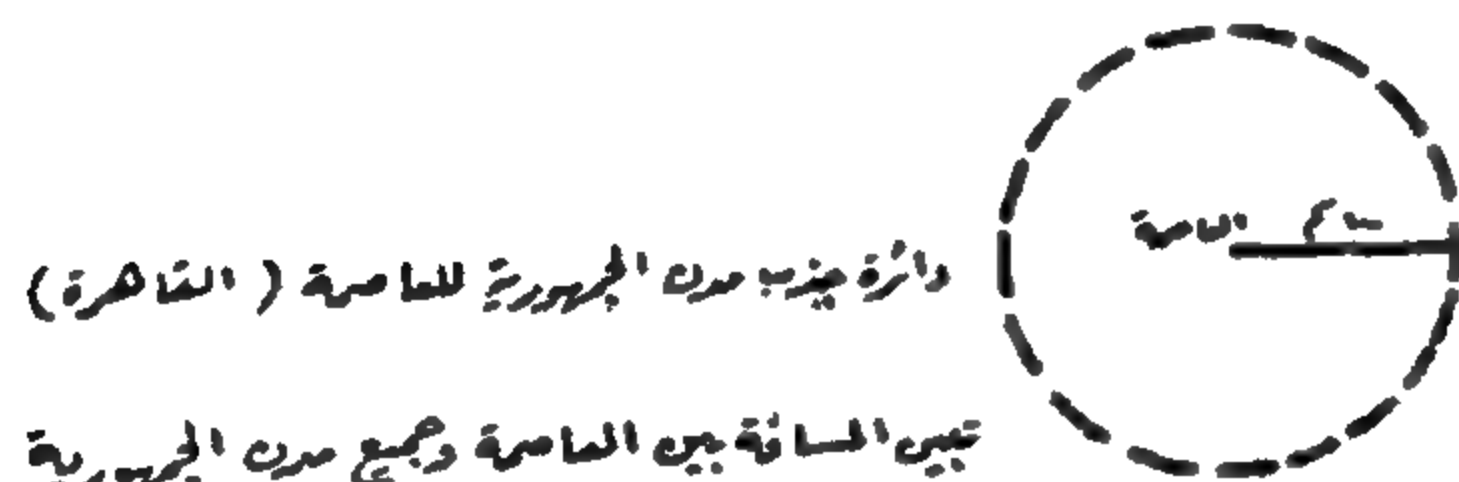 العاصمة
دائرة جذب مدن الجمهورية للعاصمة ( القاهرة )
تبين المسافة بين العاصمة وجميع مدن الجمهورية